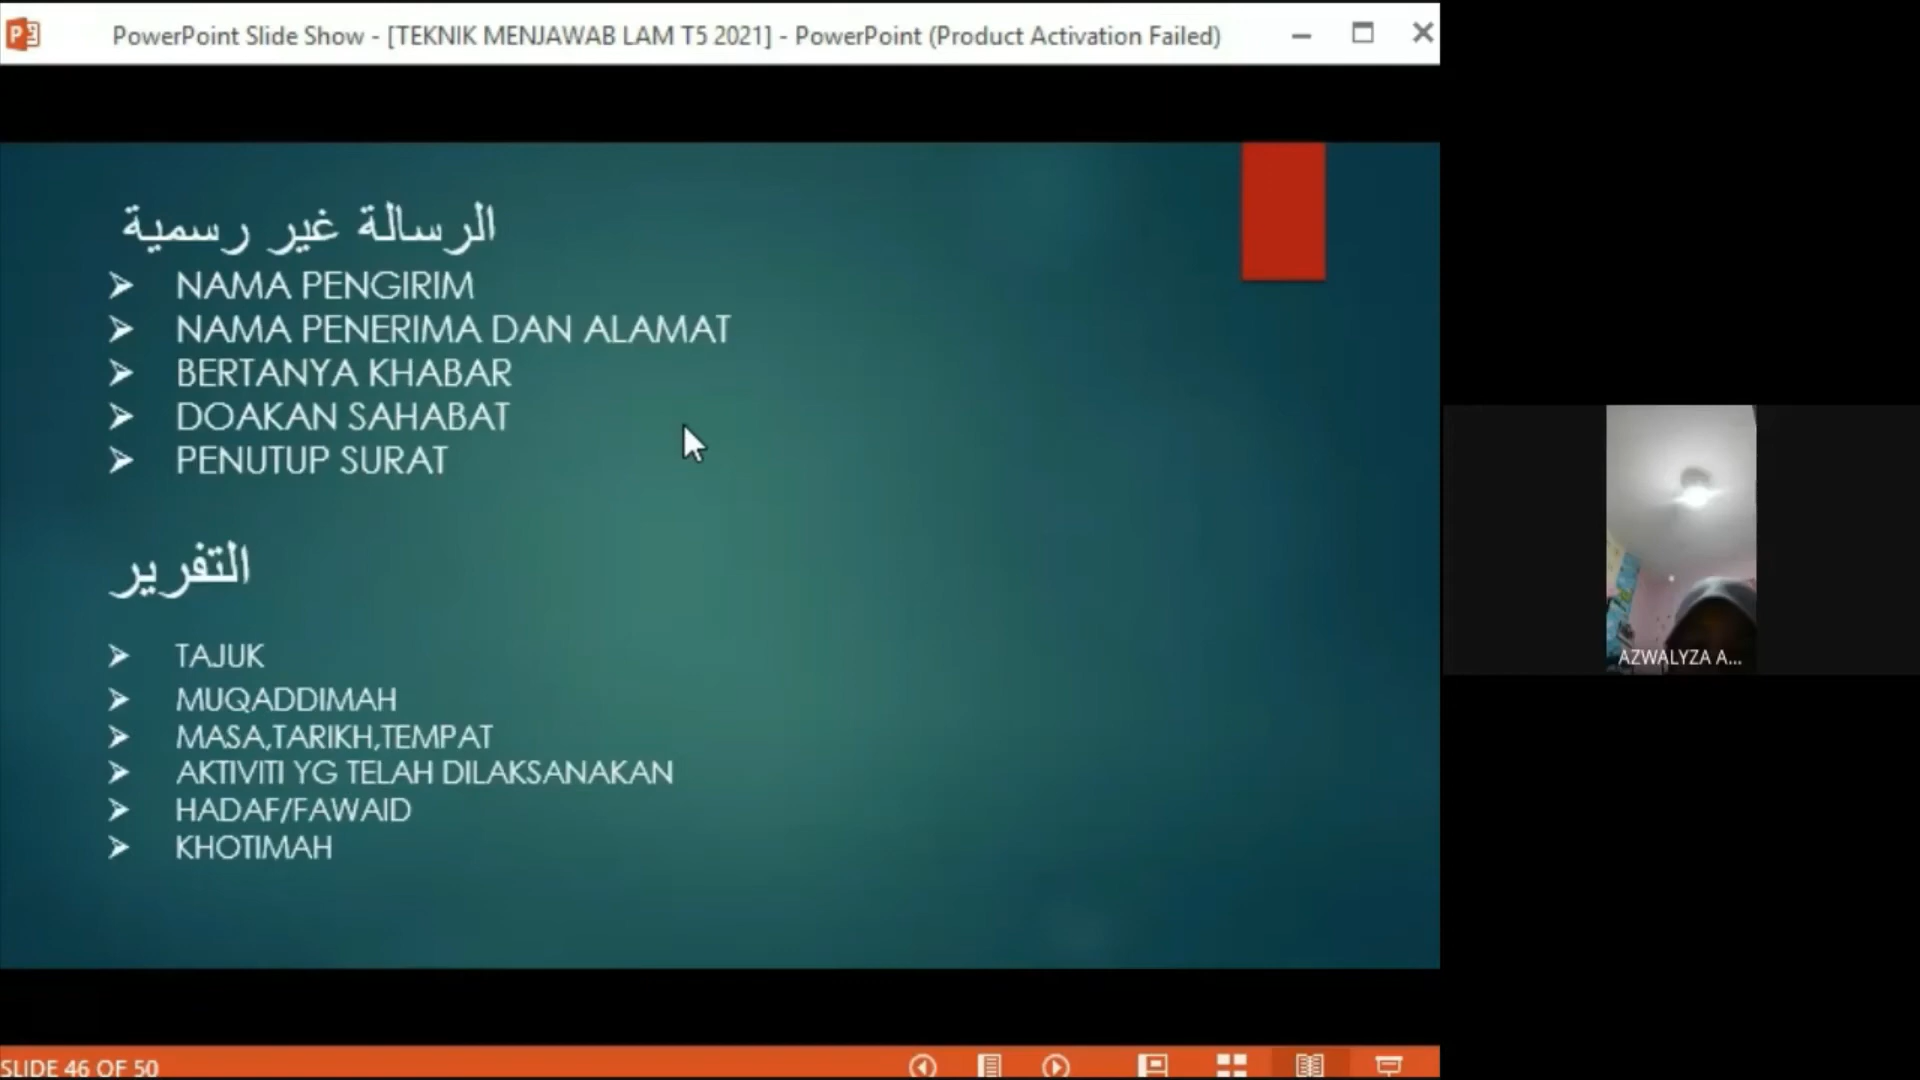 PowerPoint Slide Show - [TEKNIK MENJAWAB LAM T5 2021] - PowerPoint (Product Activation Failed)
الرسالة غير رسمية
NAMA PENGIRIM
NAMA PENERIMA DAN ALAMAT
BERTANYA KHABAR
DOAKAN SAHABAT
PENUTUP SURAT
التفرير
TAJUK
MUQADDIMAH
MASA,TARIKH,TEMPAT
AKTIVITI YG TELAH DILAKSANAKAN
HADAF/FAWAID
KHOTIMAH
AZWALYZA A...
SLIDE 46 OF 50